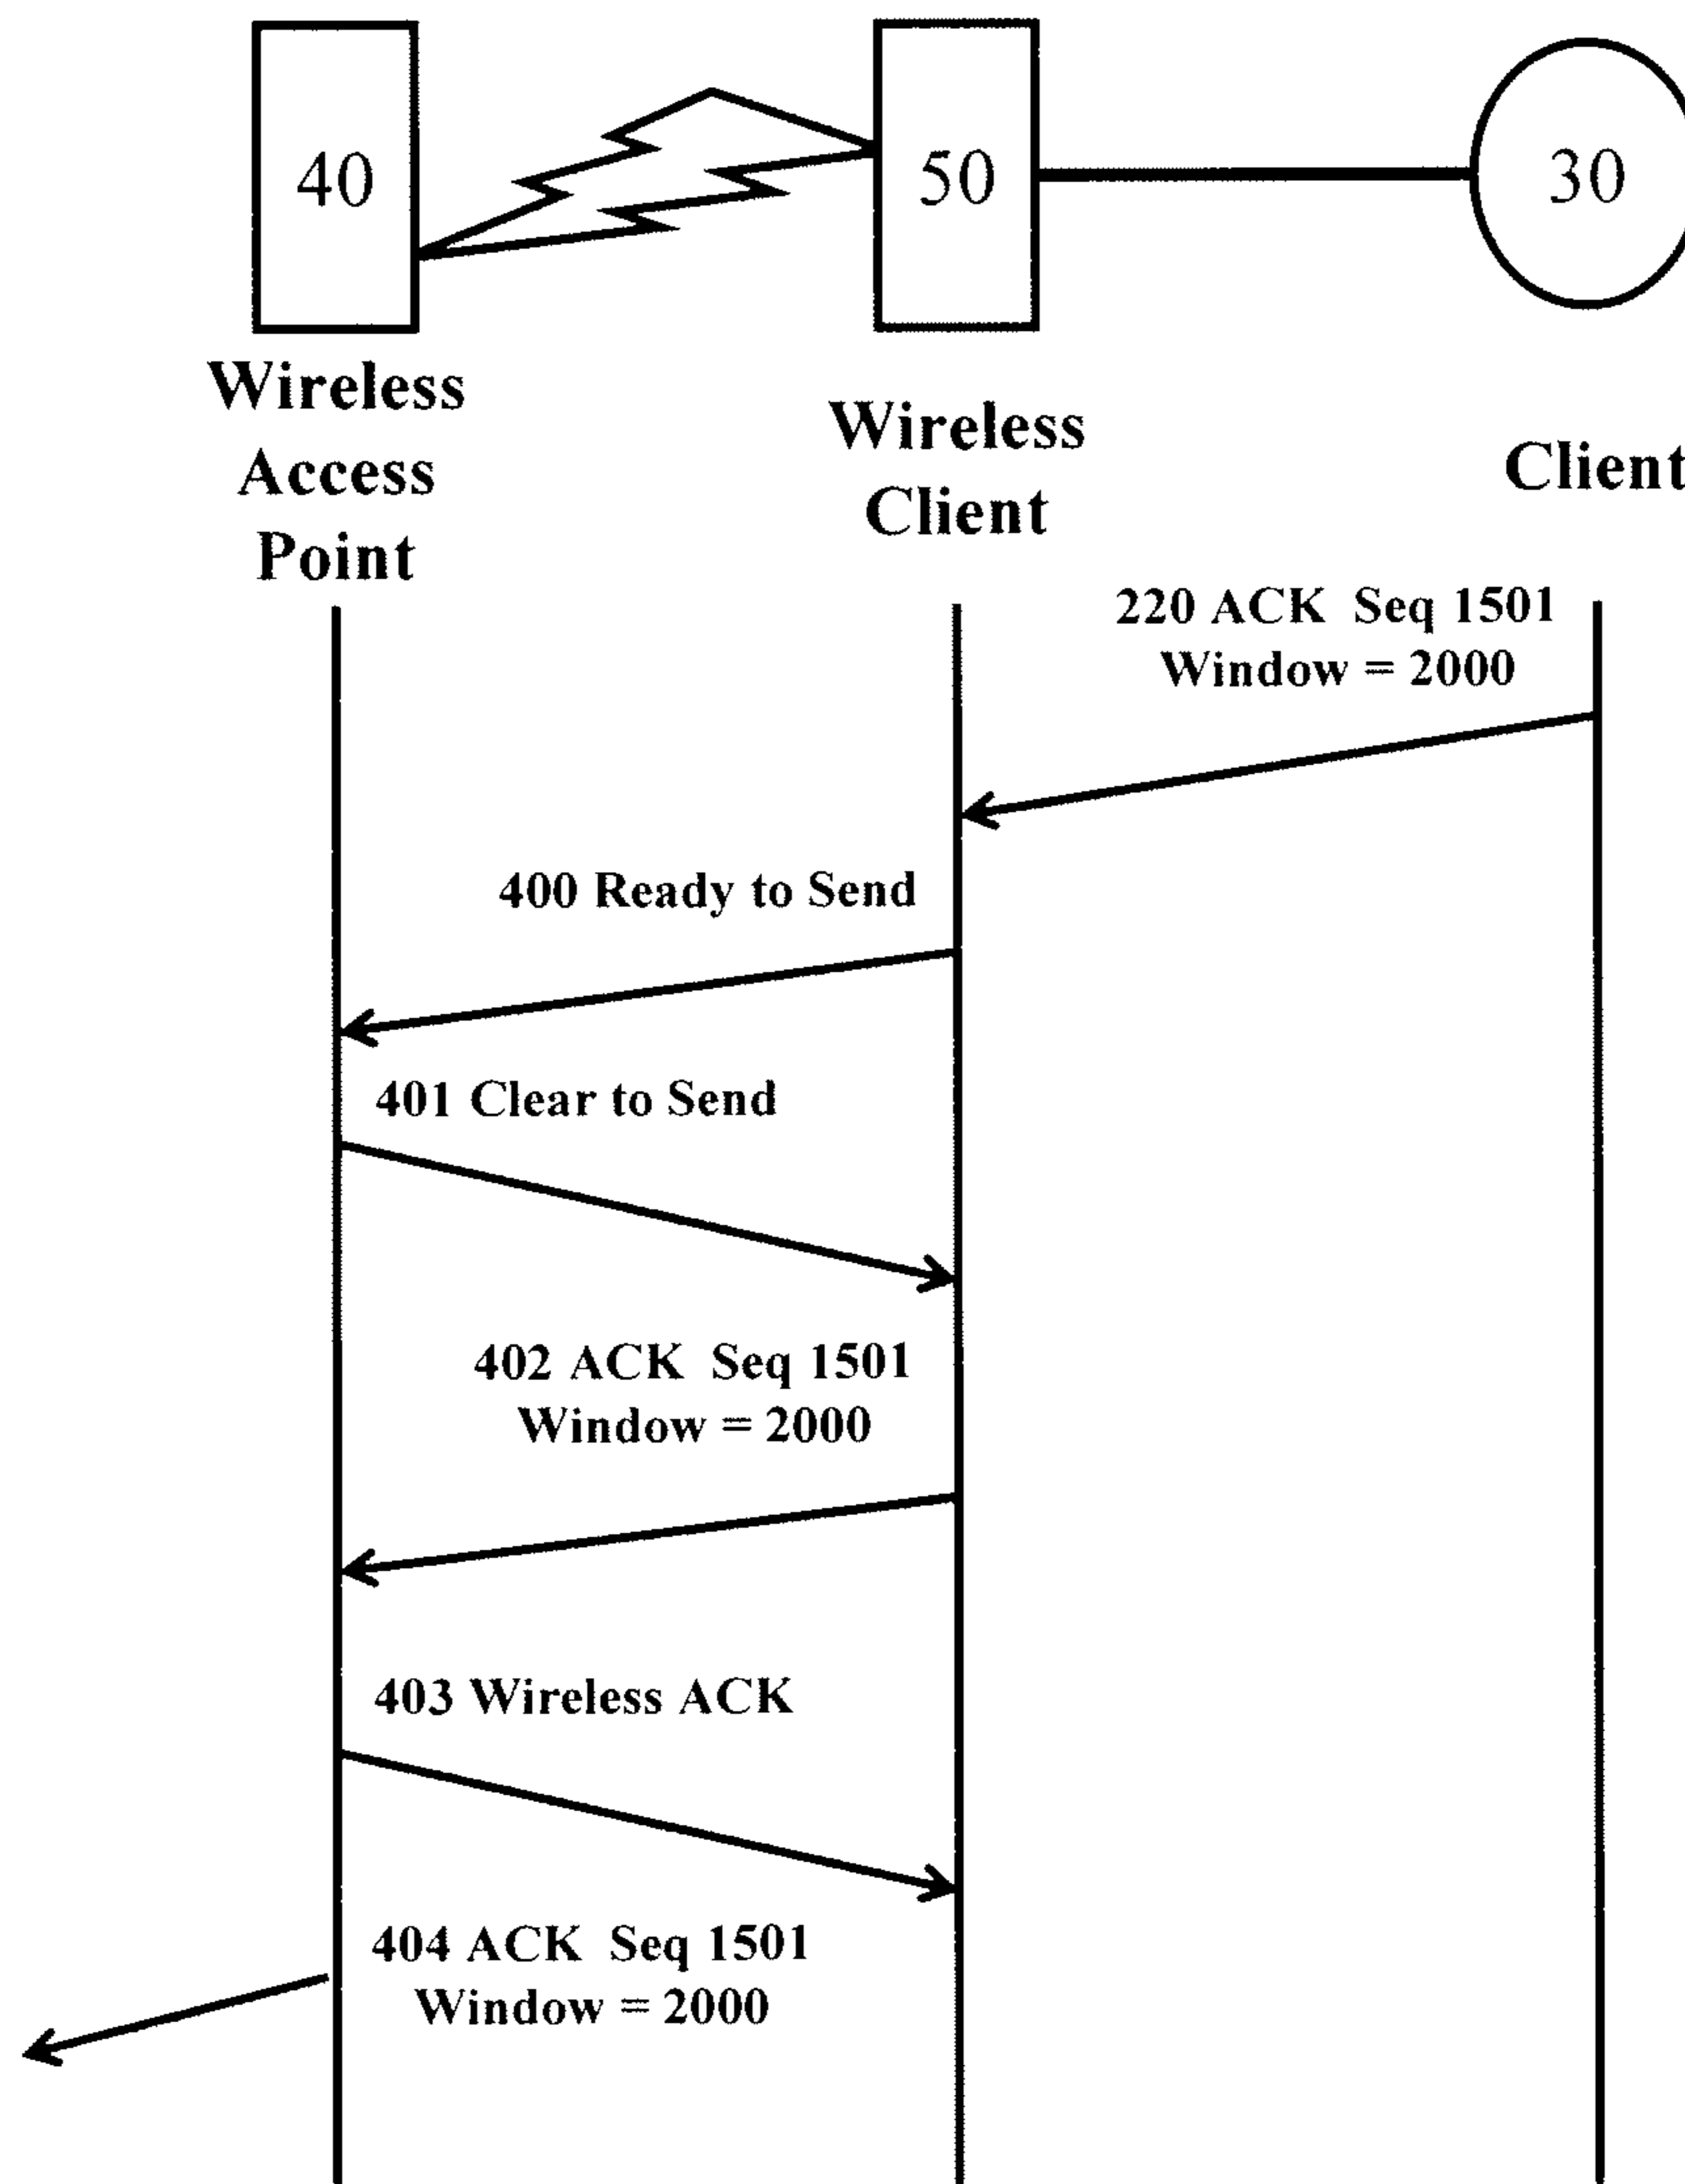 40
50
30
Wireless
Access
Point
Wireless
Client
Client
220 ACK Seq 1501
Window = 2000
400 Ready to Send
401 Clear to Send
402 ACK Seq 1501
Window = 2000
403 Wireless ACK
404 ACK Seq 1501
Window = 2000